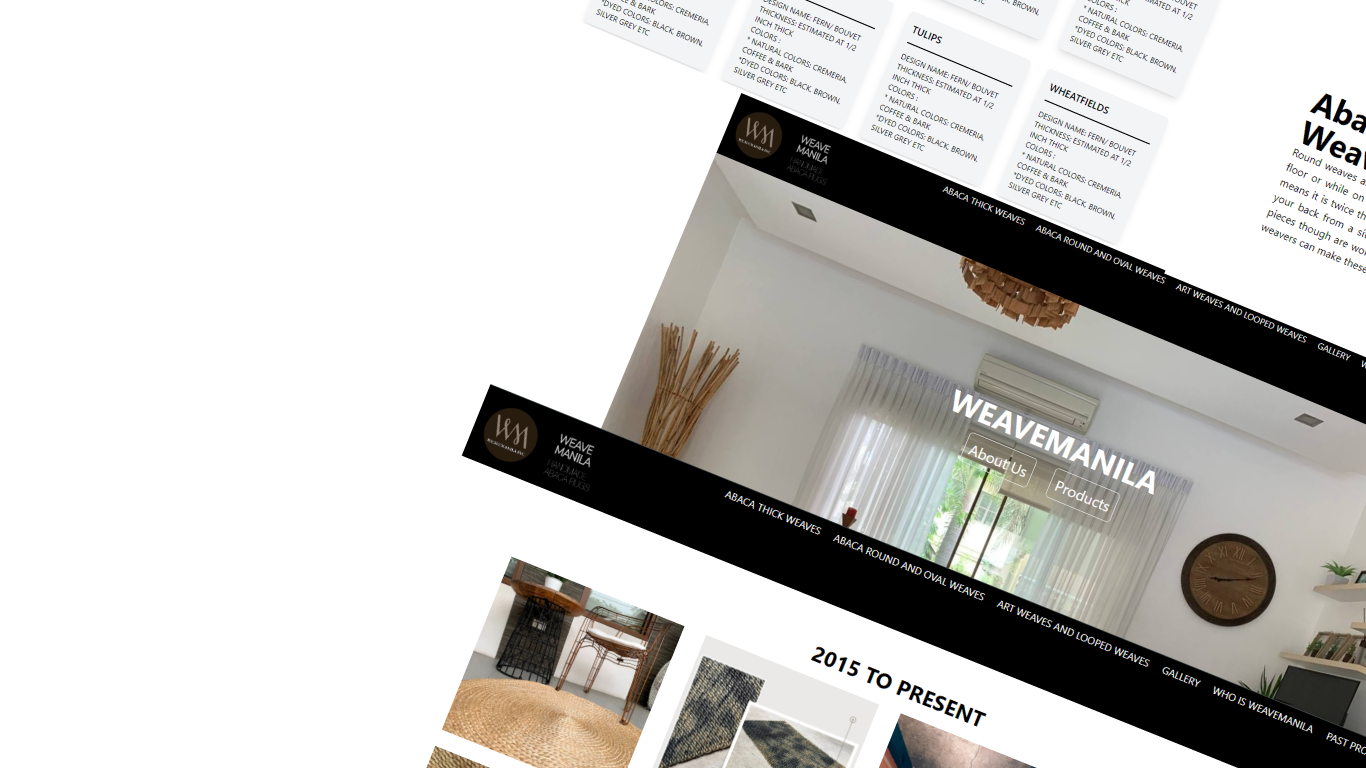 COLORS: CREMERIA,
COFFEE & BARK
*DYED COLORS: BLACK, BROWN,
SILVER GREY ETC
DESIGN NAME: FERN/ BOUVET
THICKNESS: ESTIMATED AT 1/2
INCH THICK
COLORS :
* NATURAL COLORS: CREMERIA,
COFFEE & BARK
*DYED COLORS: BLACK, BROWN,
SILVER GREY ETC
TULIPS
DESIGN NAME: FERN/ BOUVET
THICKNESS: ESTIMATED AT 1/2
INCH THICK
COLORS :
* NATURAL COLORS: CREMERIA,
COFFEE & BARK
*DYED COLORS: BLACK, BROWN,
SILVER GREY ETC
BROWN,
ESTIMATED AT 1/2
COLORS :
* NATURAL COLORS: CREMERIA,
COFFEE & BARK
*DYED COLORS: BLACK, BROWN,
SILVER GREY ETC
WHEATFIELDS
DESIGN NAME: FERN/ BOUVET
THICKNESS: ESTIMATED AT 1/2
INCH THICK
COLORS :
* NATURAL COLORS: CREMERIA,
COFFEE & BARK
*DYED COLORS: BLACK, BROWN,
SILVER GREY ETC
Aba
Weav
Round weaves a
floor or while on
means it is twice th
your back from a si
pieces though are wo
weavers can make these
WM
WEAVE
MANILA
HANDMADE
ABACA RUGS
ABACA THICK WEAVES ABACA ROUND AND OVAL WEAVES ART WEAVES AND LOOPED WEAVES GALLERY W
WEAVEMANILA
About Us Products
WM
WEAVE
MANILA
HANDMADE
ABACA RUGS
ABACA THICK WEAVES ABACA ROUND AND OVAL WEAVES ART WEAVES AND LOOPED WEAVES GALLERY WHO IS WEAVEMANILA PAST PRO
2015 TO PRESENT